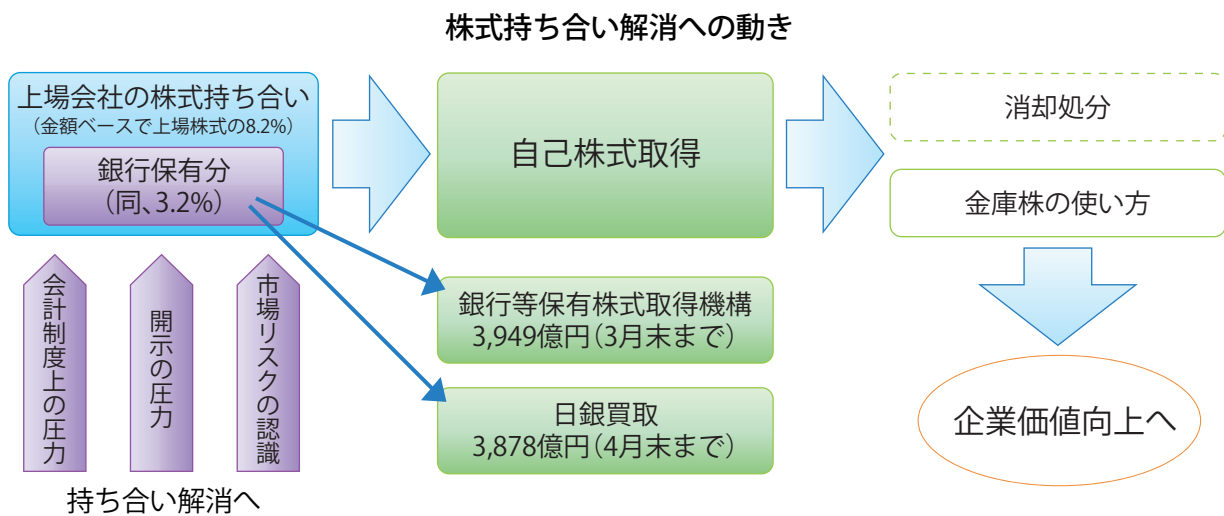 株式持ち合い解消への動き
上場会社の株式持ち合い
（金額ベースで上場株式の8.2%）
銀行保有分
（同、3.2%）
会計制度上の圧力
開示の圧力
市場リスクの認識
持ち合い解消へ
自己株式取得
銀行等保有株式取得機構
3,949億円（3月末まで）
日銀買取
3,878億円（4月末まで）
消却処分
金庫株の使い方
企業価値向上へ